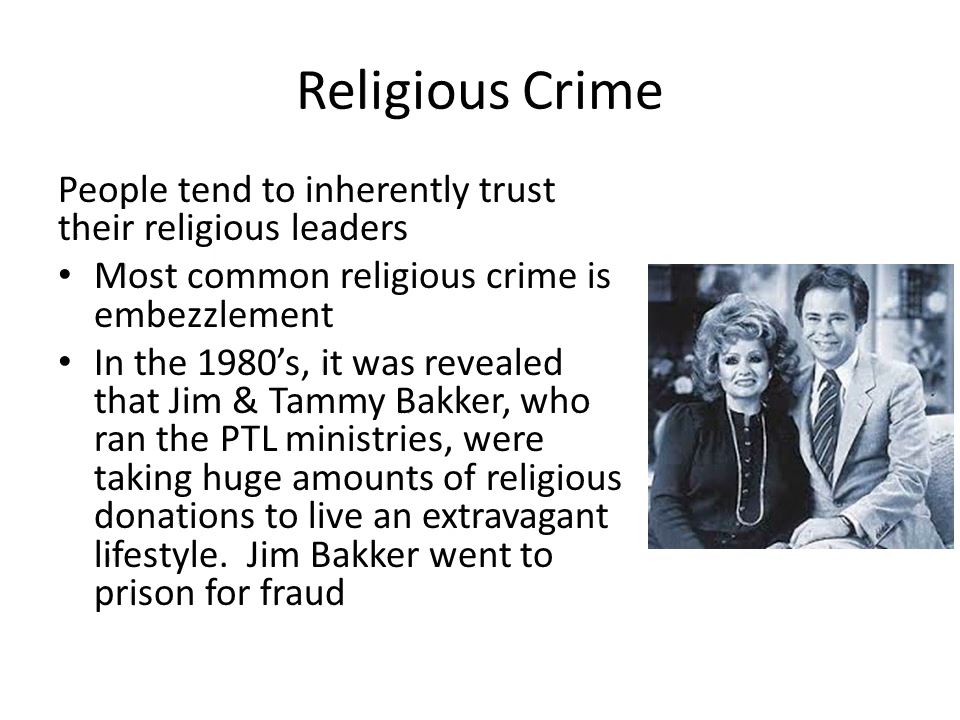 Religious Crime
People tend to inherently trust
their religious leaders
• Most common religious crime is
embezzlement
• In the 1980’s, it was revealed
that Jim & Tammy Bakker, who
ran the PTL ministries, were
taking huge amounts of religious
donations to live an extravagant
lifestyle.  Jim Bakker went to
prison for fraud